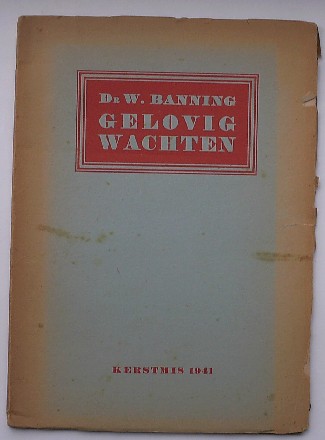 Dr W. BANNING
GELOVIG
WACHTEN
KERSTMIS 1941